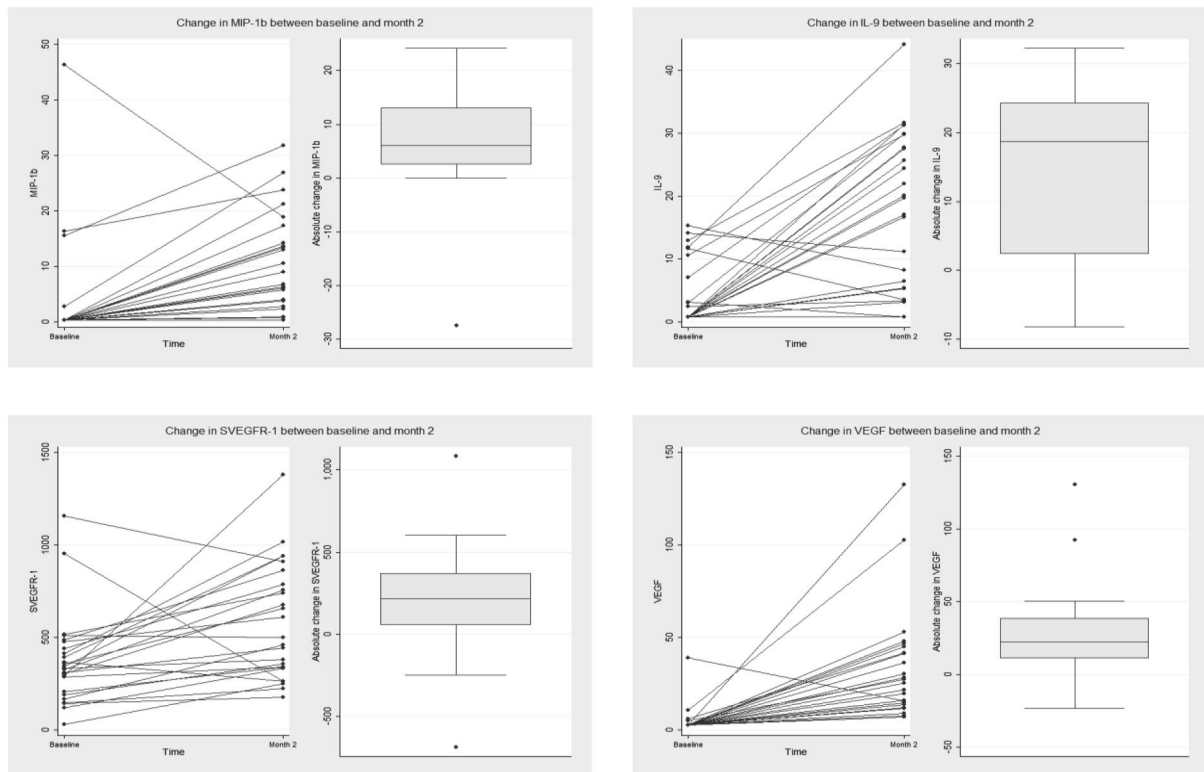 Change in MIP-1b between baseline and month 2
50
40
30
20
10
0
MIP-1b
Baseline
Month 2
Time
20
10
0
-10
-20
-30
Absolute change in MIP-1b
Change in IL-9 between baseline and month 2
40
30
20
10
0
IL-9
Baseline
Month 2
Time
30
20
10
0
-10
Absolute change in IL-9
Change in SVEGFR-1 between baseline and month 2
1500
1000
500
0
SVEGFR-1
Baseline
Month 2
Time
1,000
500
0
-500
Absolute change in SVEGFR-1
Change in VEGF between baseline and month 2
150
100
50
0
VEGF
Baseline
Month 2
Time
150
100
50
0
-50
Absolute change in VEGF